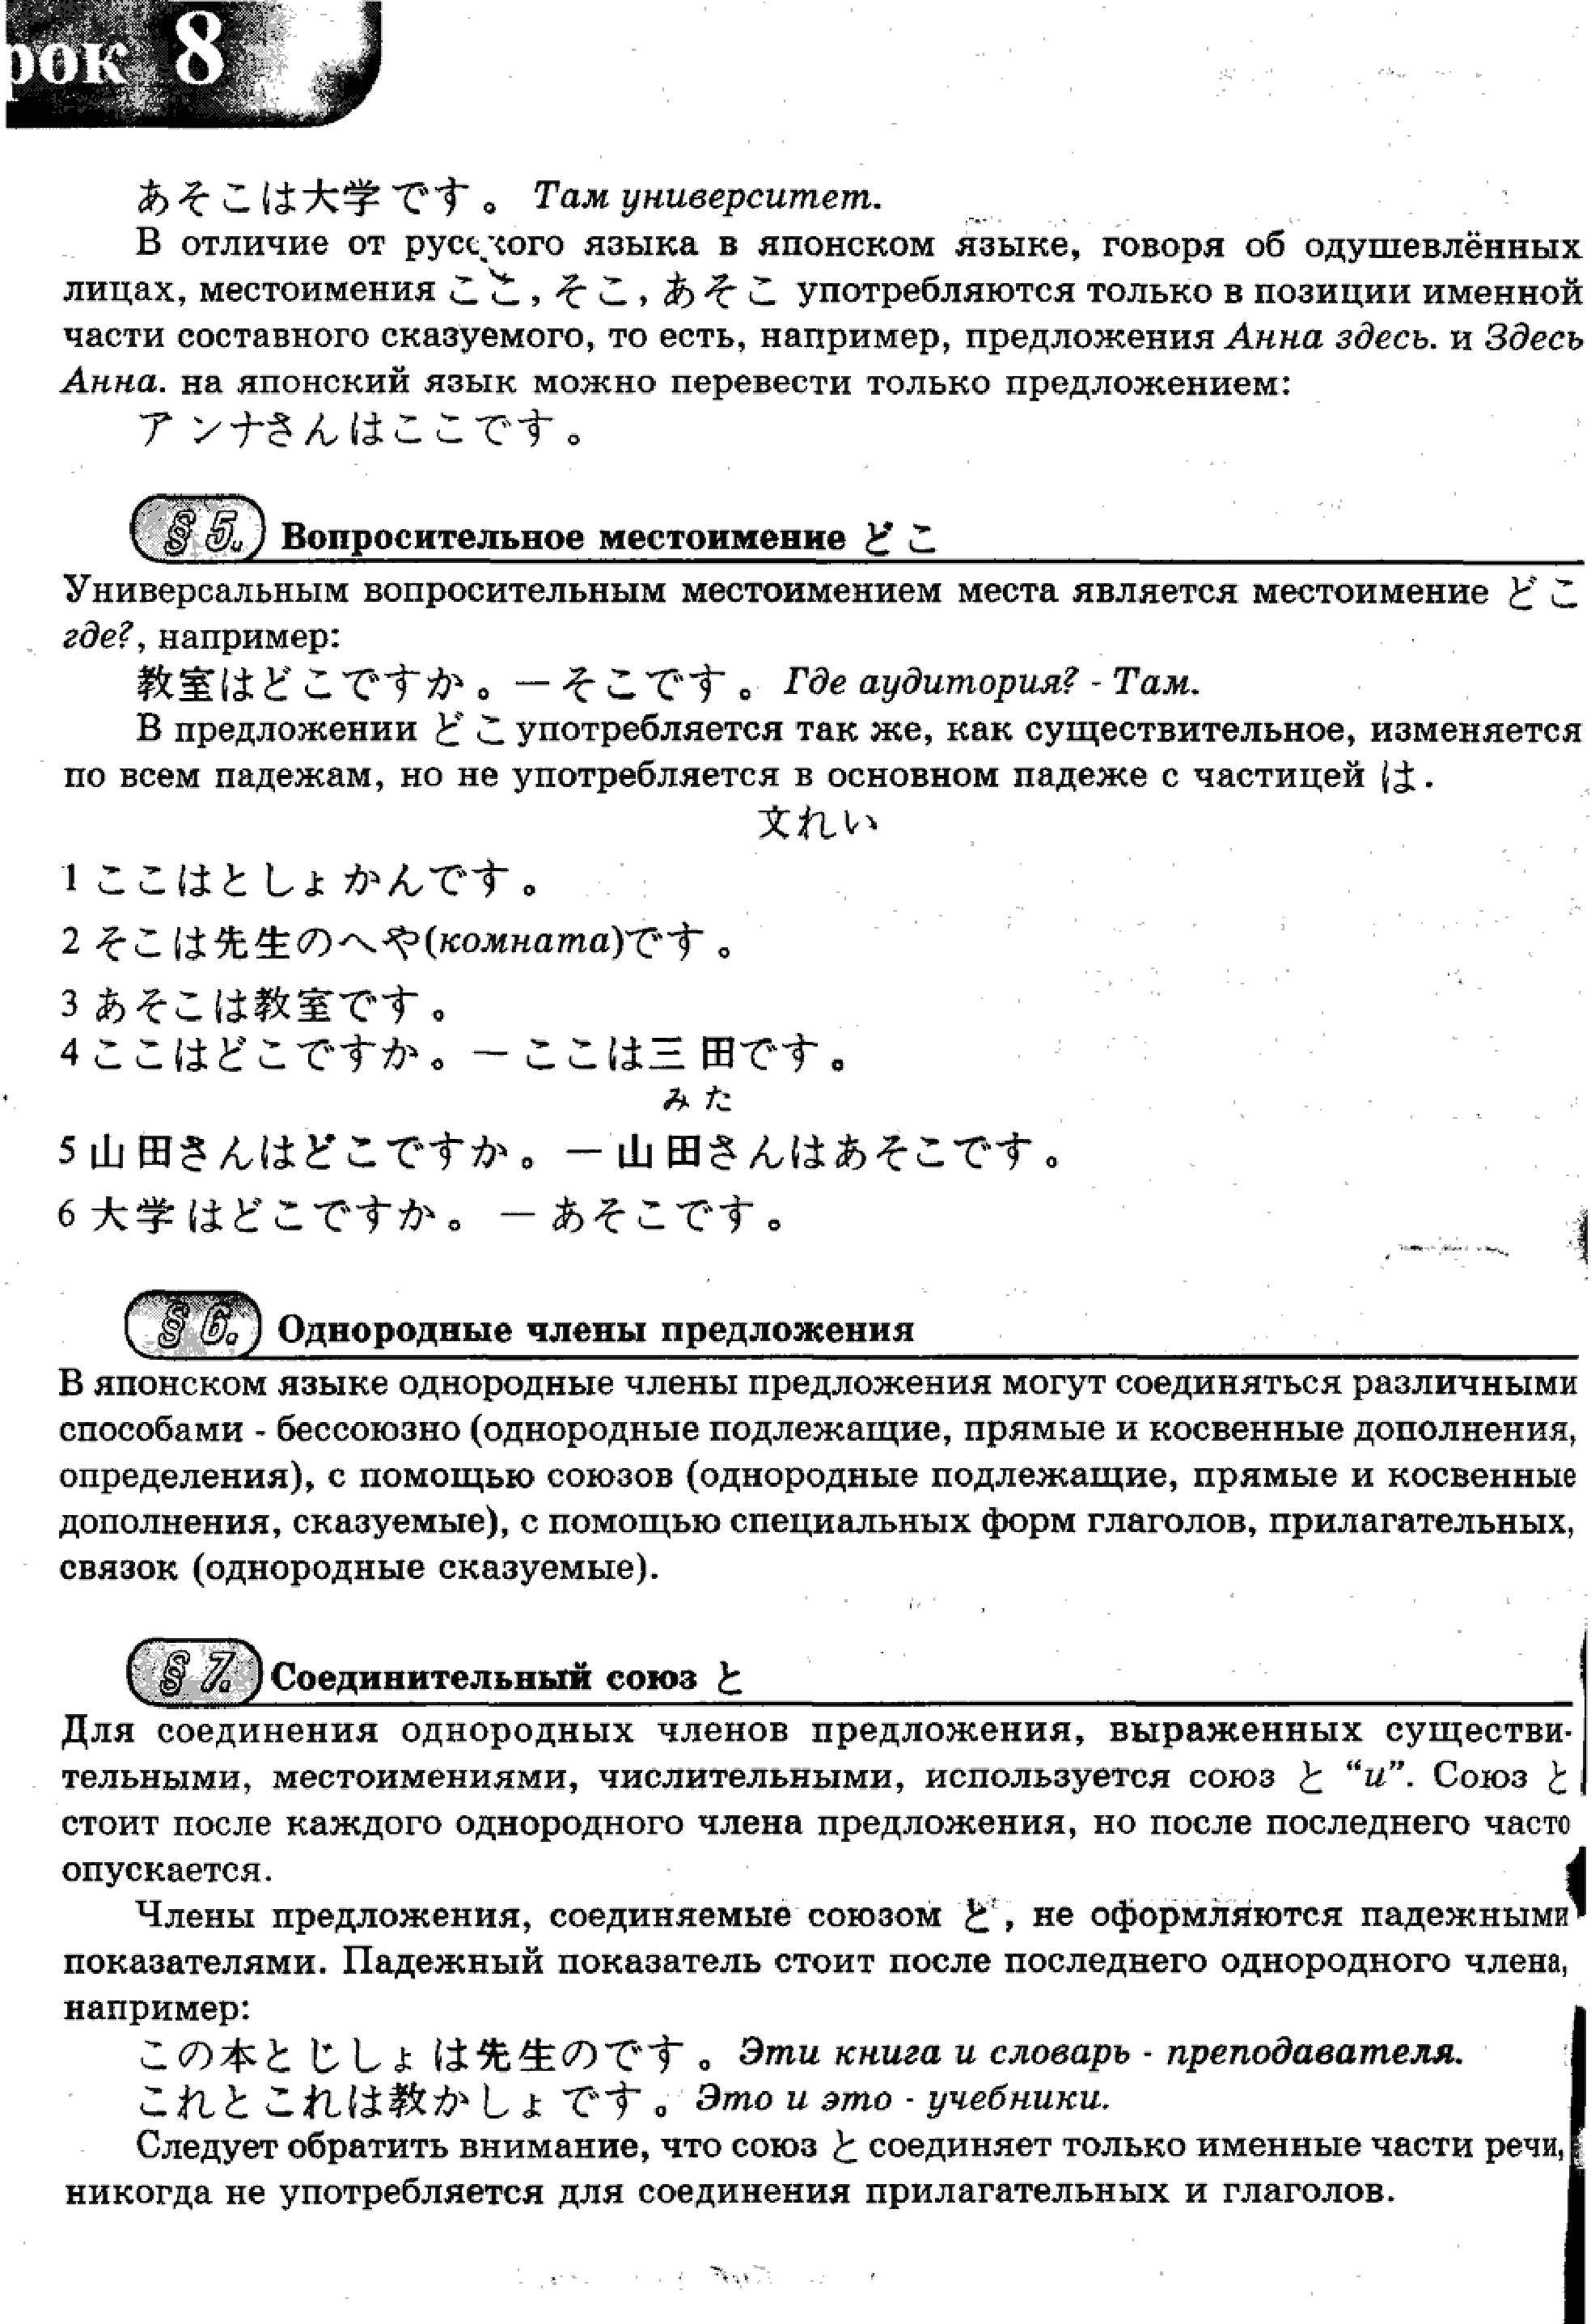 рок 8
あそこは大学です。 Там университет.
В отличие от русского языка в японском языке, говоря об одушевлённых
лицах, местоимения ここ, そこ, あそこ употребляются только в позиции именной
части составного сказуемого, то есть, например, предложения Анна здесь. и Здесь
Анна. на японский язык можно перевести только предложением:
アンナさんはここです。
§ 5. Вопросительное местоимение どこ
Универсальным вопросительным местоимением места является местоимение どこ
где?, например:
教室はどこですか。ーそこです。 Где аудитория? - Там.
В предложении どこ употребляется так же, как существительное, изменяется
по всем падежам, но не употребляется в основном падеже с частицей は.
文れい
1 ここはとしょかんです。
2 そこは先生のへや(комната)です。
3 あそこは教室です。
4 ここはどこですか。ーここは三田です。
みた
5 山田さんはどこですか。ー山田さんはあそこです。
6 大学はどこですか。ーあそこです。
§ 6. Однородные члены предложения
В японском языке однородные члены предложения могут соединяться различными
способами - бессоюзно (однородные подлежащие, прямые и косвенные дополнения,
определения), с помощью союзов (однородные подлежащие, прямые и косвенные
дополнения, сказуемые), с помощью специальных форм глаголов, прилагательных,
связок (однородные сказуемые).
§ 7. Соединительный союз と
Для соединения однородных членов предложения, выраженных существи-
тельными, местоимениями, числительными, используется союз と “и”. Союз と
стоит после каждого однородного члена предложения, но после последнего часто
опускается.
Члены предложения, соединяемые союзом と, не оформляются падежными
показателями. Падежный показатель стоит после последнего однородного члена,
например:
この本とじしょは先生のです。 Эти книга и словарь - преподавателя.
これとこれは教かしょです。 Это и это - учебники.
Следует обратить внимание, что союз と соединяет только именные части речи,
никогда не употребляется для соединения прилагательных и глаголов.